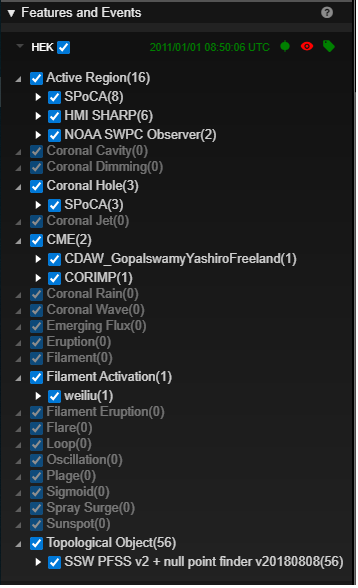 Features and Events ?
HEK 2011/01/01 08:50:06 UTC
Active Region(16)
SPoCA(8)
HMI SHARP(6)
NOAA SWPC Observer(2)
Coronal Cavity(0)
Coronal Dimming(0)
Coronal Hole(3)
SPoCA(3)
Coronal Jet(0)
CME(2)
CDAW_GopalswamyYashiroFreeland(1)
CORIMP(1)
Coronal Rain(0)
Coronal Wave(0)
Emerging Flux(0)
Eruption(0)
Filament(0)
Filament Activation(1)
weiliu(1)
Filament Eruption(0)
Flare(0)
Loop(0)
Oscillation(0)
Plage(0)
Sigmoid(0)
Spray Surge(0)
Sunspot(0)
Topological Object(56)
SSW PFSS v2 + null point finder v20180808(56)